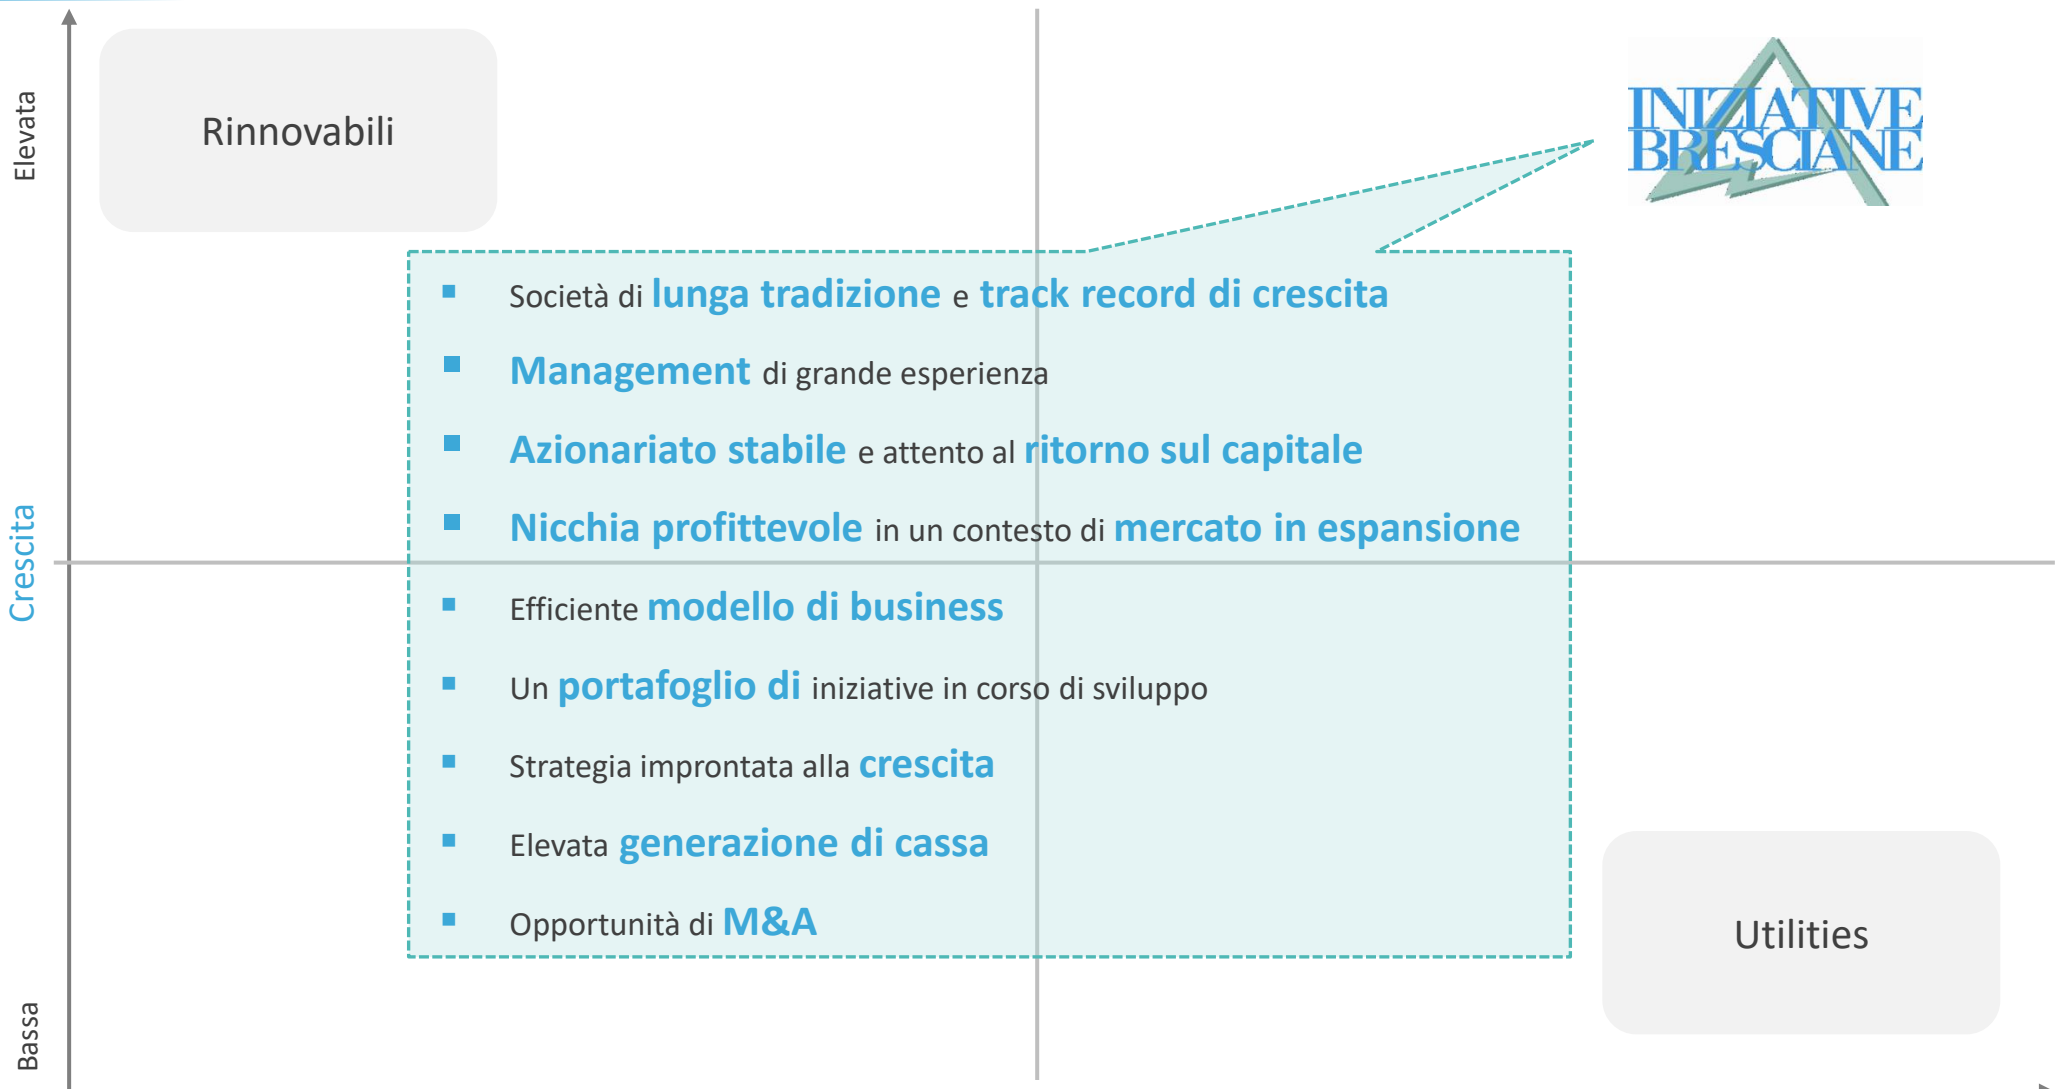 Elevata
Rinnovabili
INIZIATIVE
BRESCIANE
Società di lunga tradizione e track record di crescita
Management di grande esperienza
Azionariato stabile e attento al ritorno sul capitale
Nicchia profittevole in un contesto di mercato in espansione
Crescita
Efficiente modello di business
Un portafoglio di iniziative in corso di sviluppo
Strategia improntata alla crescita
Elevata generazione di cassa
Opportunità di M&A
Utilities
Bassa